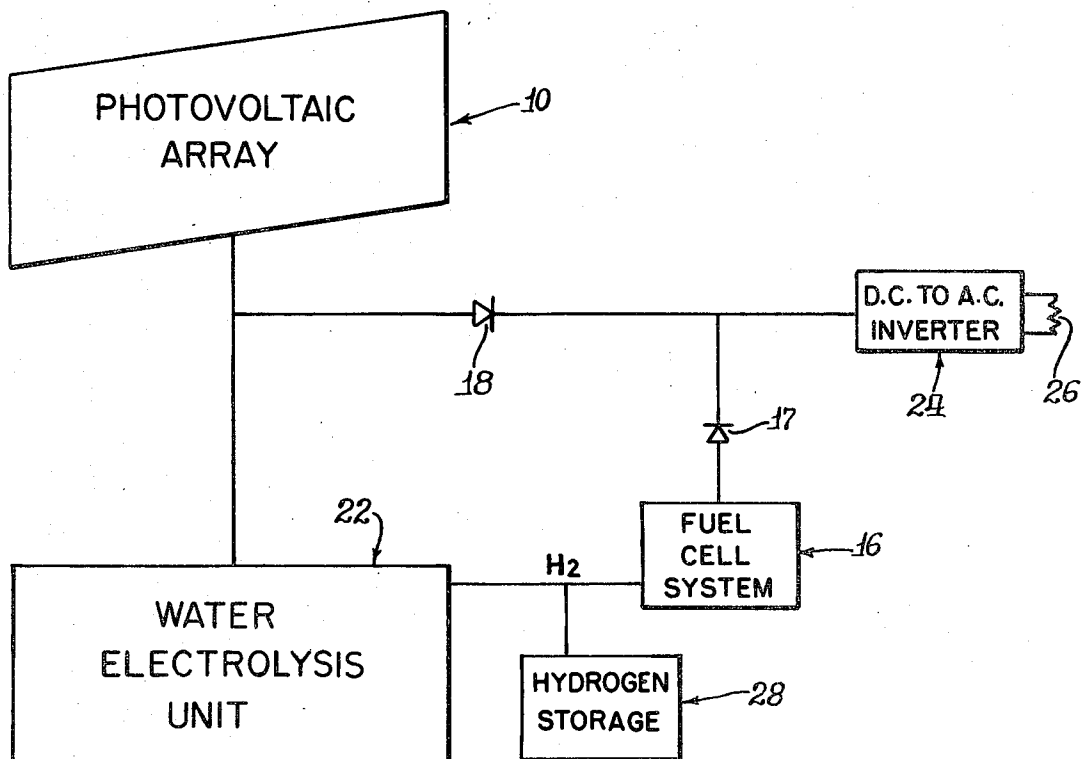 PHOTOVOLTAIC
ARRAY
10
D.C. TO A.C.
INVERTER
18
24
26
17
22
FUEL
CELL
SYSTEM
16
H2
WATER
ELECTROLYSIS
UNIT
HYDROGEN
STORAGE
28